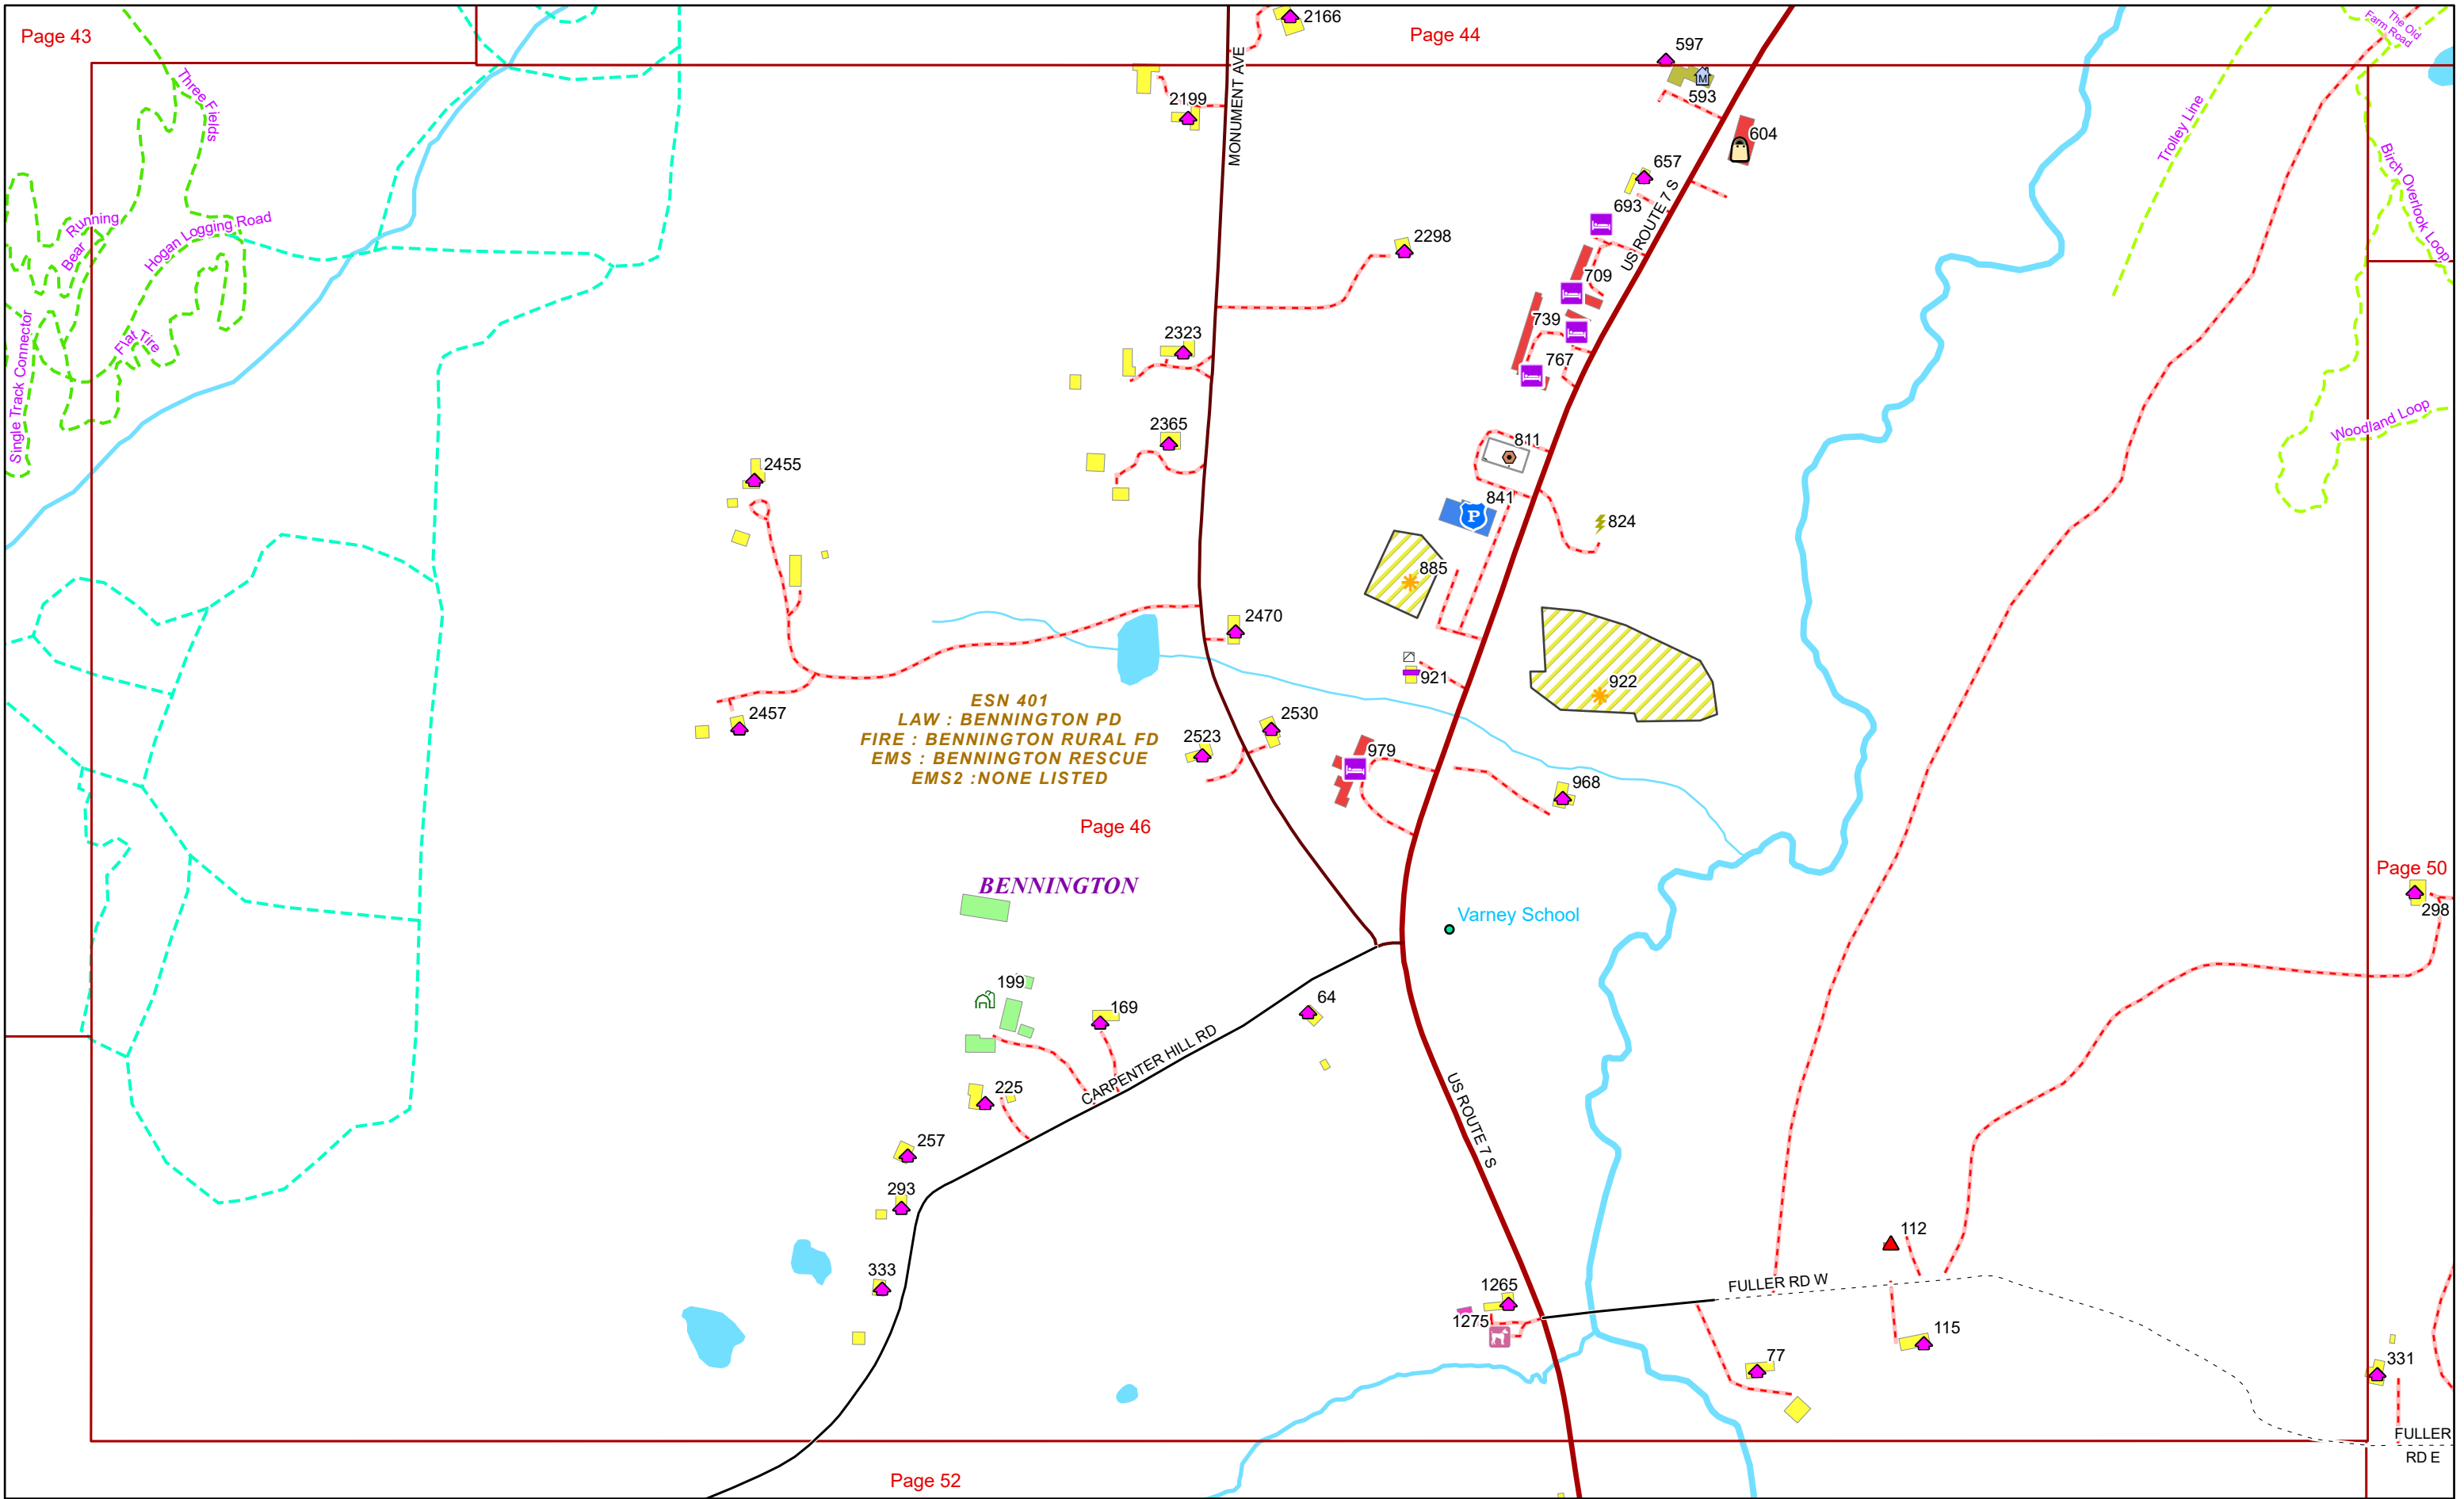 Page 43
Page 44
2166
597
593
604
The Old
Farm Road
Three Fields
2199
MONUMENT AVE
657
Trolley Line
Birch Overlook Loop
693
US ROUTE 7 S
Running
Bear
Hogan Logging Road
2298
709
739
767
2323
Flat Tire
Single Track Connector
2365
811
Woodland Loop
2455
841
P
824
885
2470
921
922
ESN 401
LAW : BENNINGTON PD
FIRE : BENNINGTON RURAL FD
EMS : BENNINGTON RESCUE
EMS2 :NONE LISTED
2457
2523
2530
979
968
Page 46
BENNINGTON
Page 50
298
Varney School
199
169
64
CARPENTER HILL RD
225
US ROUTE 7 S
257
293
333
112
1265
1275
FULLER RD W
77
115
331
FULLER
RD E
Page 52
M